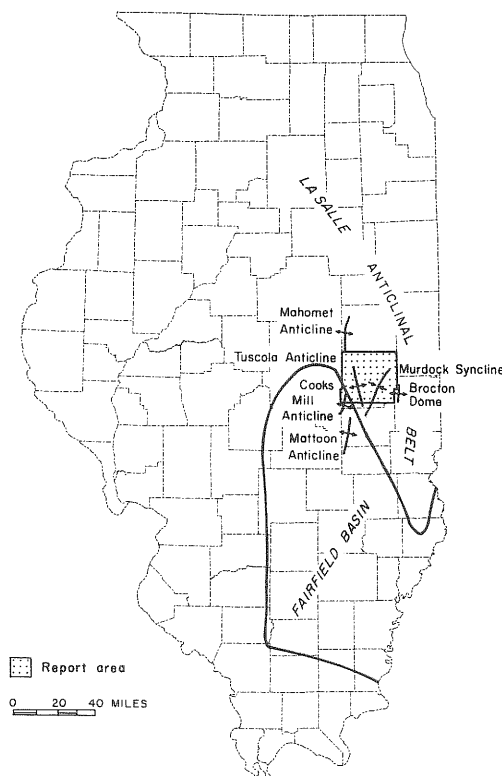 LA SALLE
ANTICLINAL
BELT
Mahomet
Anticline
Tuscola Anticline
Murdock Syncline
Cooks
Mill
Anticline
Brocton
Dome
Mattoon
Anticline
FAIRFIELD BASIN
Report area
0 20 40 MILES